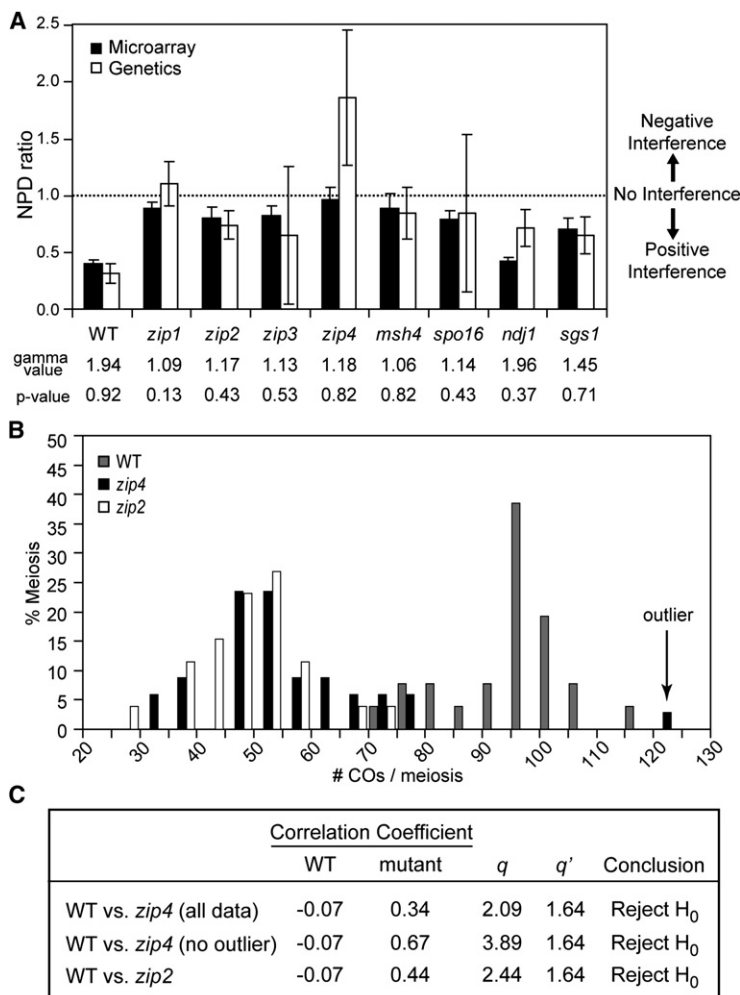 A
2.5
2.0
1.5
1.0
0.5
0.0
NPD ratio
Microarray
Genetics
Negative
Interference
No Interference
Positive
Interference
WT zip1 zip2 zip3 zip4 msh4 spo16 ndj1 sgs1
gamma
value 1.94 1.09 1.17 1.13 1.18 1.06 1.14 1.96 1.45
p-value 0.92 0.13 0.43 0.53 0.82 0.82 0.43 0.37 0.71
B
50
45
40
35
30
25
20
15
10
5
0
% Meiosis
WT
zip4
zip2
outlier
20 30 40 50 60 70 80 90 100 110 120 130
# COs / meiosis
C
Correlation Coefficient
WT mutant q q' Conclusion
WT vs. zip4 (all data) -0.07 0.34 2.09 1.64 Reject H0
WT vs. zip4 (no outlier) -0.07 0.67 3.89 1.64 Reject H0
WT vs. zip2 -0.07 0.44 2.44 1.64 Reject H0